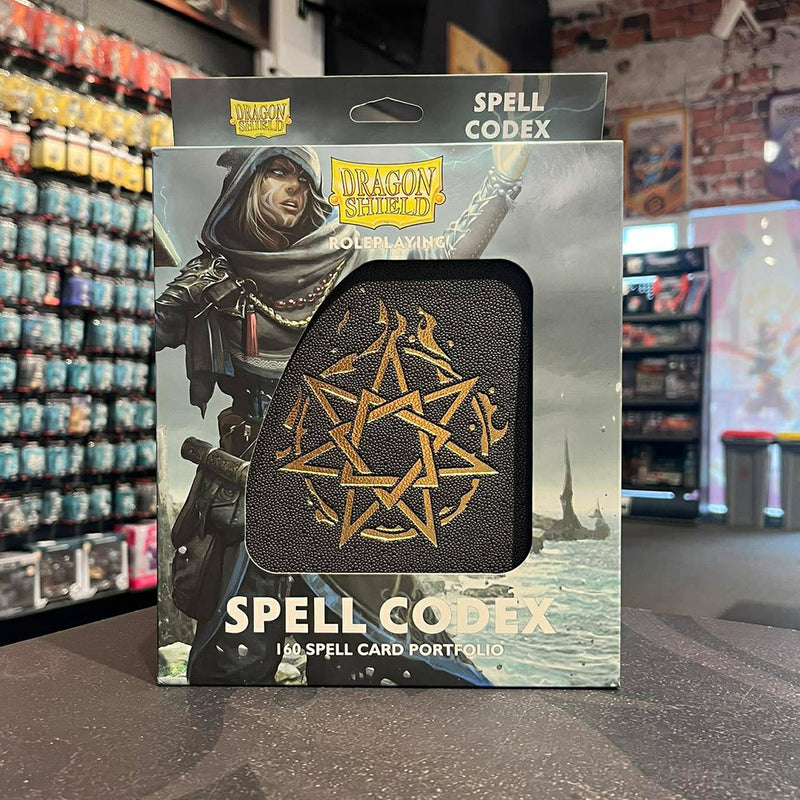 DRAGON
SHIELD
SPELL
CODEX
DRAGON
SHIELD
ROLEPLAYING
SPELL CODEX
160 SPELL CARD PORTFOLIO